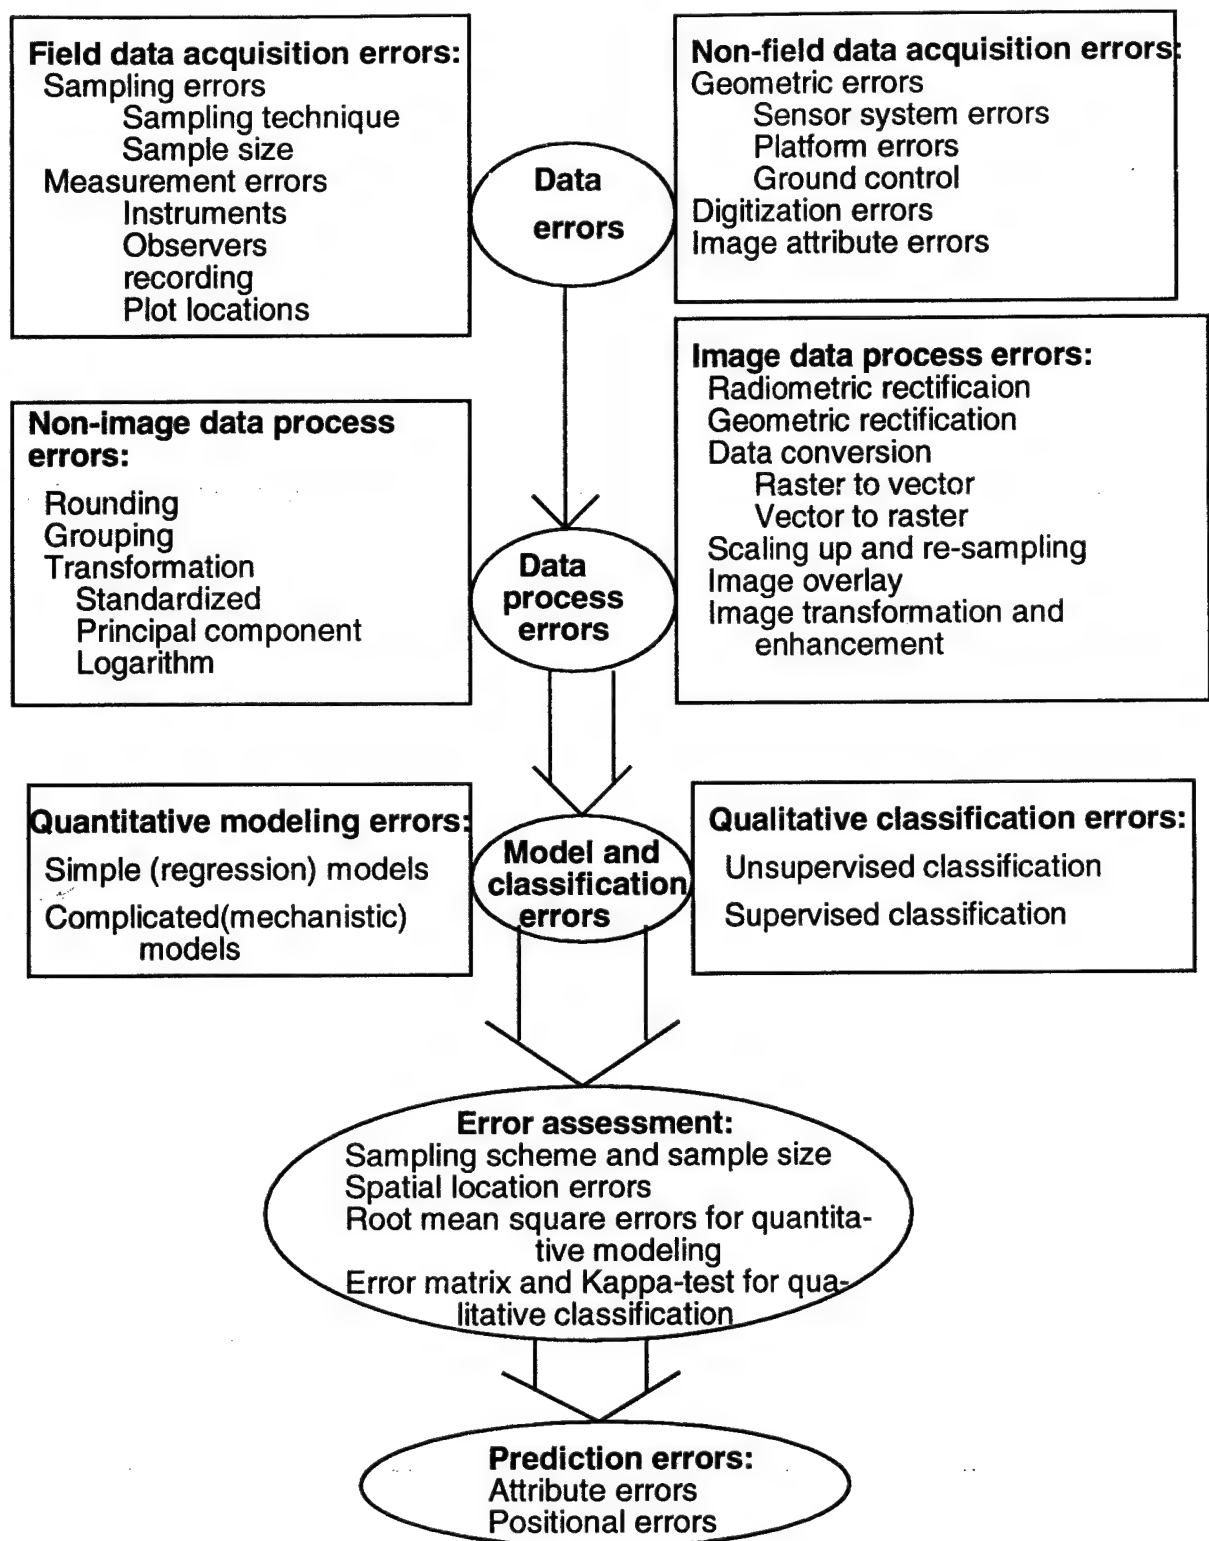 Field data acquisition errors:
Sampling errors
Sampling technique
Sample size
Measurement errors
Instruments
Observers
recording
Plot locations
Data
errors
Non-field data acquisition errors:
Geometric errors
Sensor system errors
Platform errors
Ground control
Digitization errors
Image attribute errors
Non-image data process
errors:
Rounding
Grouping
Transformation
Standardized
Principal component
Logarithm
Data
process
errors
Image data process errors:
Radiometric rectificaion
Geometric rectification
Data conversion
Raster to vector
Vector to raster
Scaling up and re-sampling
Image overlay
Image transformation and
enhancement
Quantitative modeling errors:
Simple (regression) models
Complicated(mechanistic)
models
Model and
classification
errors
Qualitative classification errors:
Unsupervised classification
Supervised classification
Error assessment:
Sampling scheme and sample size
Spatial location errors
Root mean square errors for quantita-
tive modeling
Error matrix and Kappa-test for qua-
litative classification
Prediction errors:
Attribute errors
Positional errors